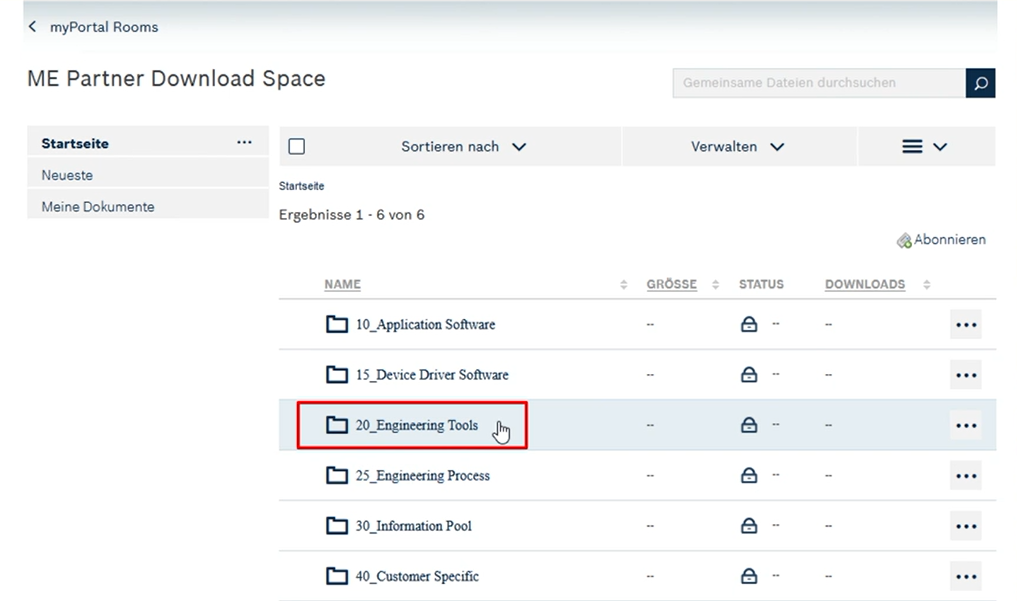 myPortal Rooms
ME Partner Download Space
Gemeinsame Dateien durchsuchen
Startseite ...
Neueste
Meine Dokumente
Sortieren nach
Verwalten
Startseite
Ergebnisse 1 - 6 von 6
Abonnieren
NAME GRÖSSE STATUS DOWNLOADS
10_Application Software -- -- --
15_Device Driver Software -- -- --
20_Engineering Tools -- -- --
25_Engineering Process -- -- --
30_Information Pool -- -- --
40_Customer Specific -- -- --